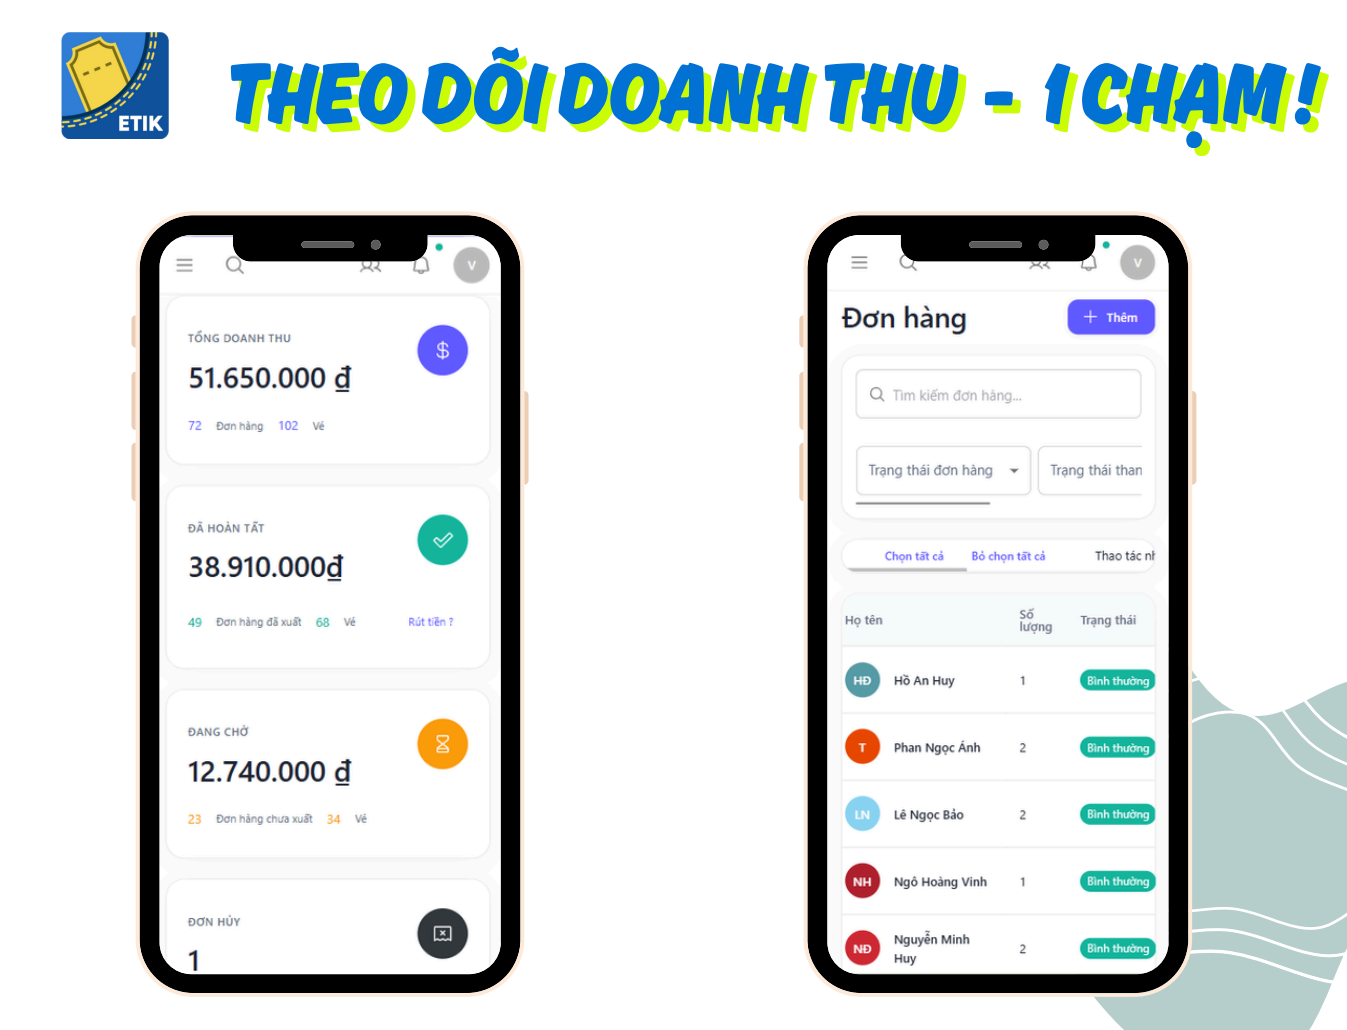 ETIK
THEO DÕI DOANH THU - 1 CHẠM!
V
TỔNG DOANH THU
$
51.650.000 ₫
72 Đơn hàng 102 Vé
ĐÃ HOÀN TẤT
38.910.000₫
49 Đơn hàng đã xuất 68 Vé Rút tiền ?
ĐANG CHỜ
12.740.000 ₫
23 Đơn hàng chưa xuất 34 Vé
ĐƠN HỦY
1
V
Đơn hàng
+ Thêm
Tìm kiếm đơn hàng...
Trạng thái đơn hàng
Trạng thái than
Chọn tất cả Bỏ chọn tất cả Thao tác nh
Họ tên Số lượng Trạng thái
HĐ Hồ An Huy 1 Bình thường
T Phan Ngọc Ánh 2 Bình thường
LN Lê Ngọc Bảo 2 Bình thường
NH Ngô Hoàng Vinh 1 Bình thường
NĐ Nguyễn Minh Huy 2 Bình thường